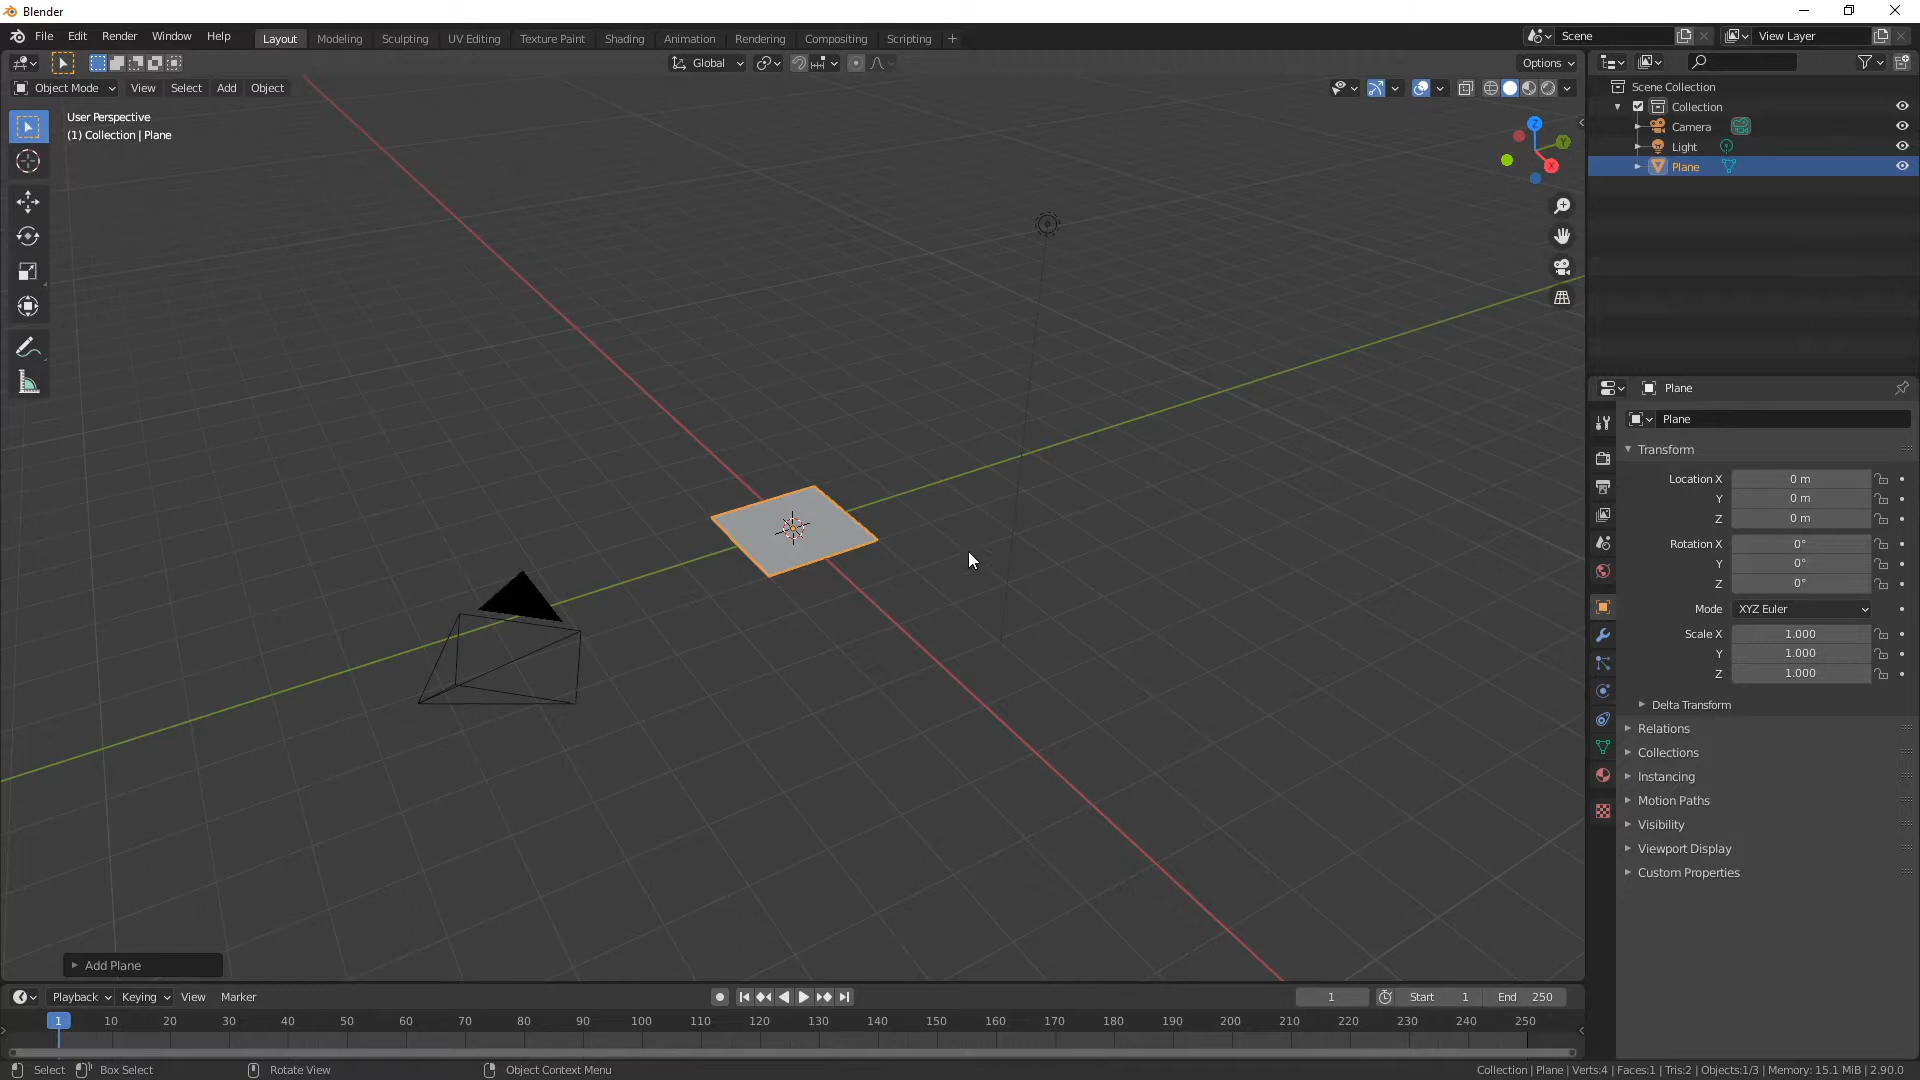 Blender
File Edit Render Window Help Layout Modeling Sculpting UV Editing Texture Paint Shading Animation Rendering Compositing Scripting + Scene View Layer
Global Options
Object Mode View Select Add Object
User Perspective
(1) Collection | Plane
Z
Y
X
Scene Collection
Collection
Camera
Light
Plane
Plane
Plane
Transform
Location X 0 m
Y 0 m
Z 0 m
Rotation X 0°
Y 0°
Z 0°
Mode XYZ Euler
Scale X 1.000
Y 1.000
Z 1.000
Delta Transform
Relations
Collections
Instancing
Motion Paths
Visibility
Viewport Display
Custom Properties
Add Plane
Playback Keying View Marker 1 Start 1 End 250
1 10 20 30 40 50 60 70 80 90 100 110 120 130 140 150 160 170 180 190 200 210 220 230 240 250
Select Box Select Rotate View Object Context Menu Collection | Plane | Verts:4 | Faces:1 | Tris:2 | Objects:1/3 | Memory: 15.1 MiB | 2.90.0